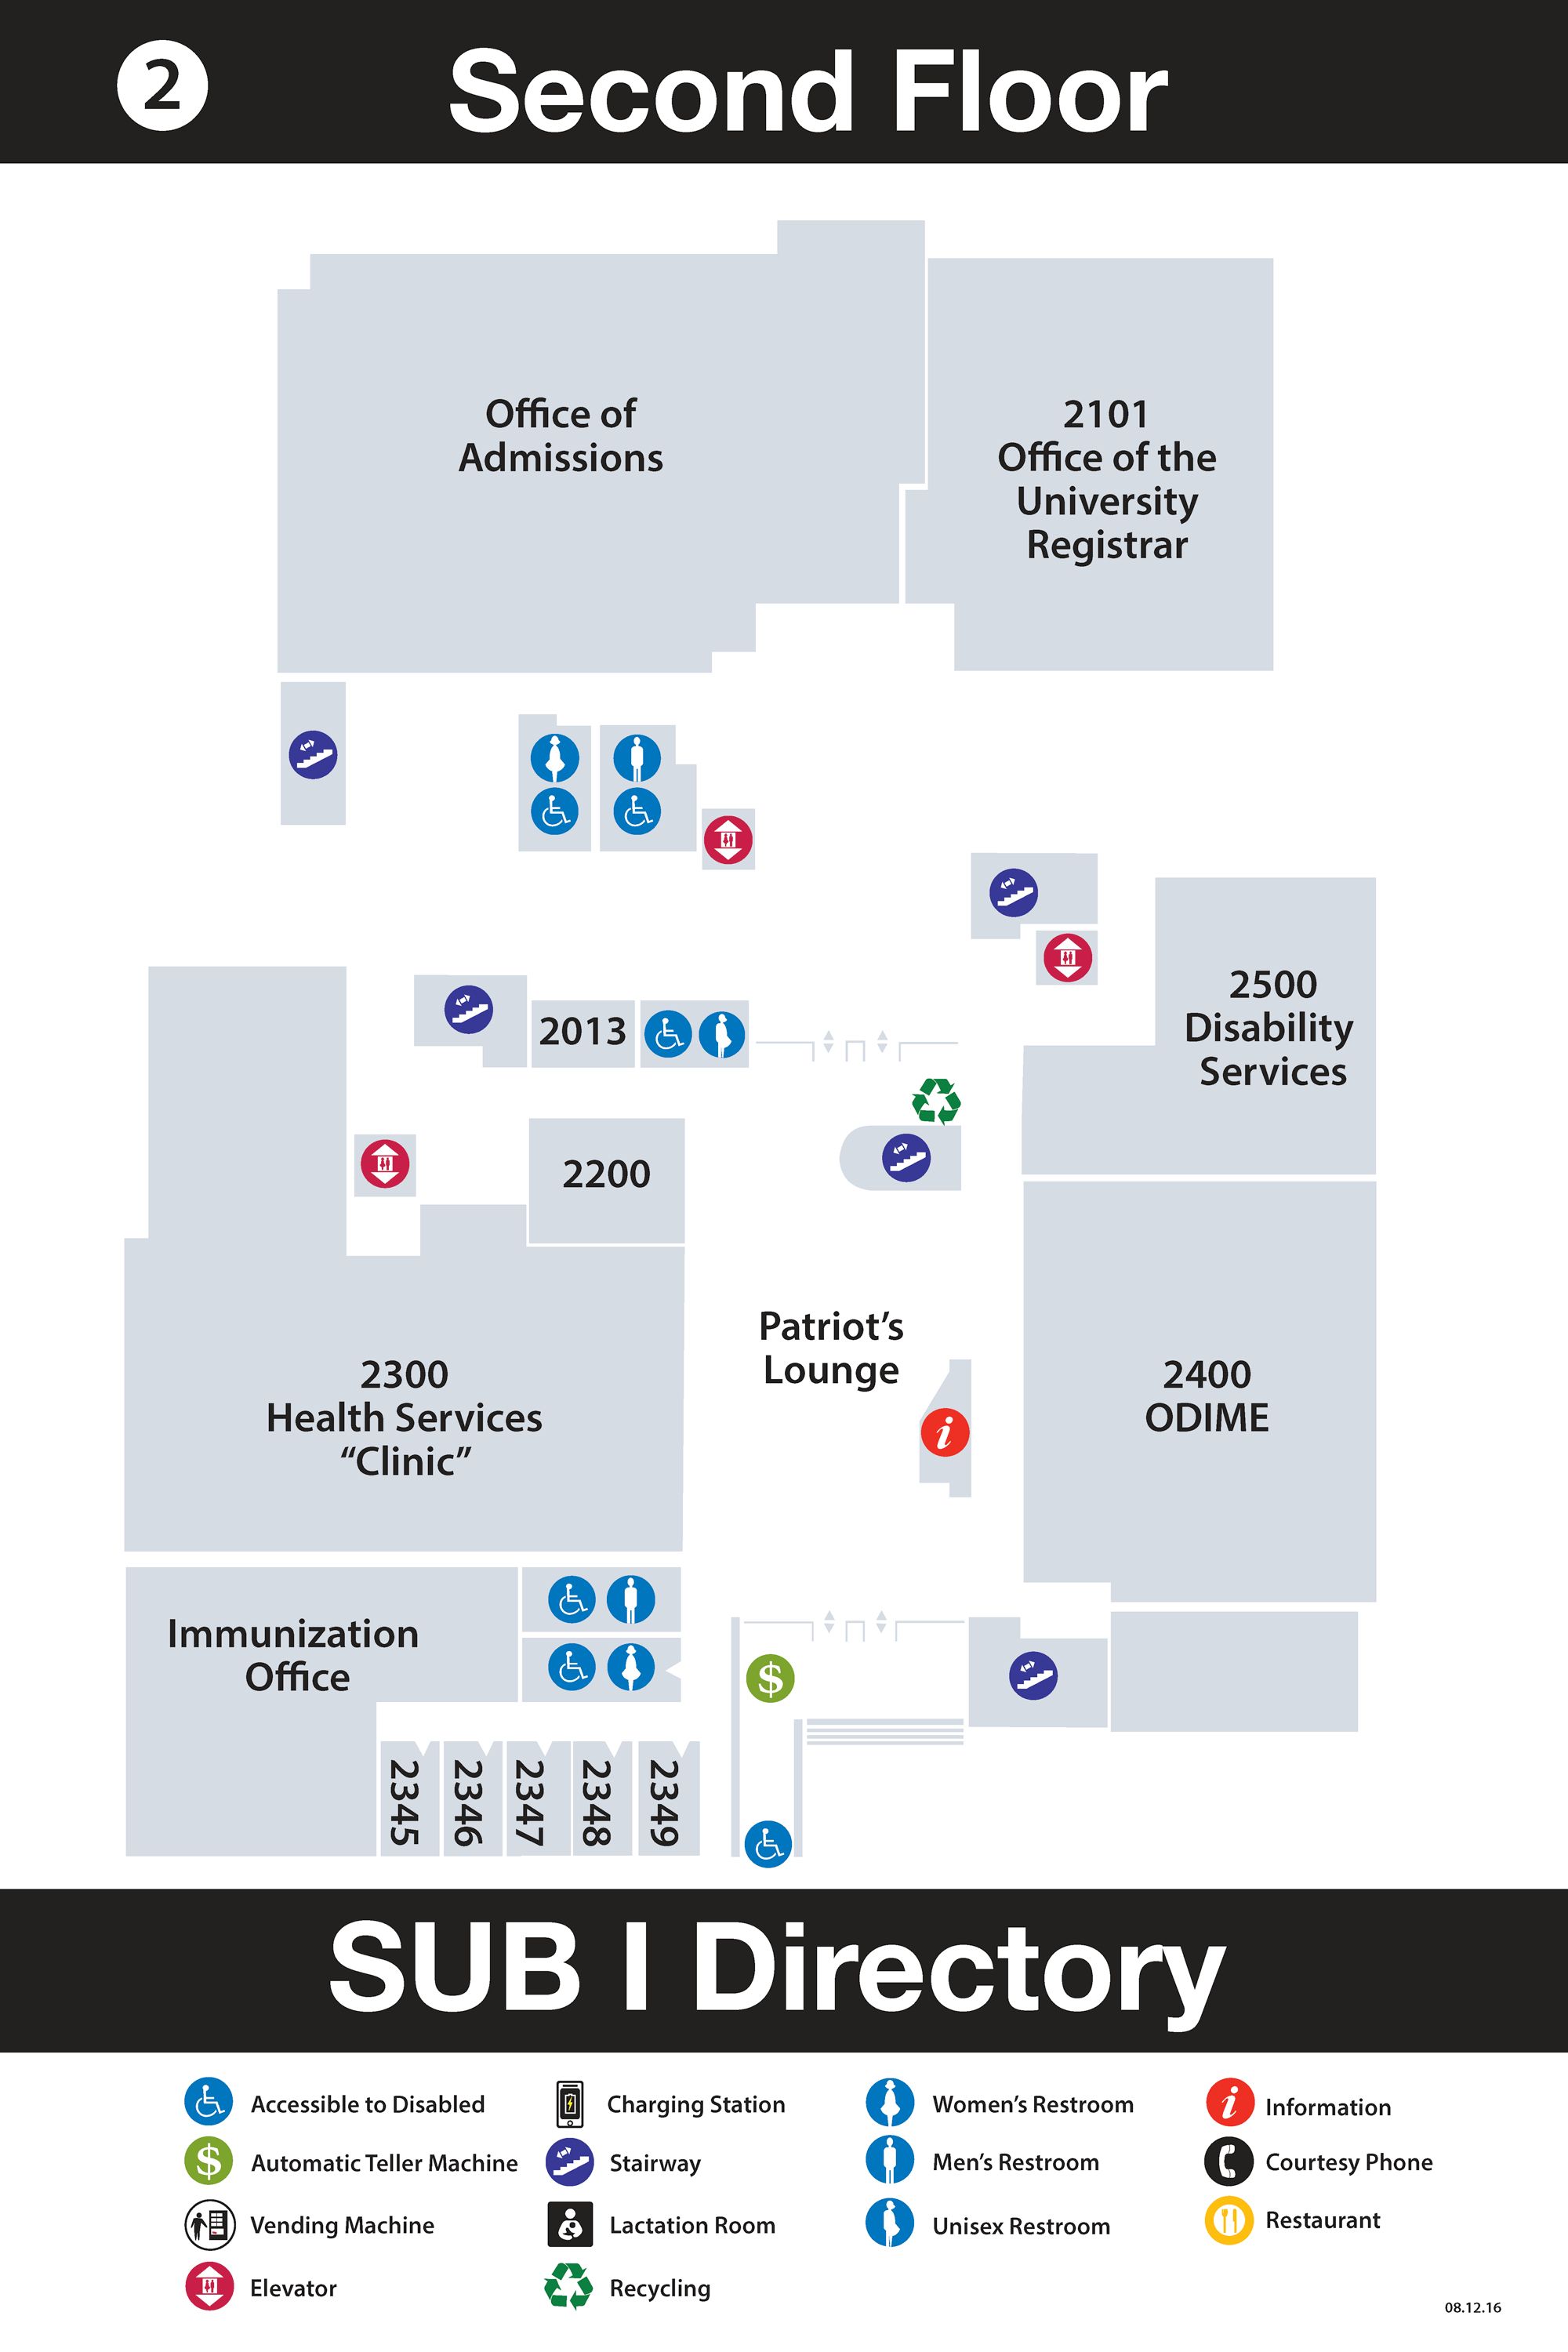 2
Second Floor
Office of
Admissions
2101
Office of the
University
Registrar
2500
Disability
Services
2013
2200
Patriot’s
Lounge
2300
Health Services
“Clinic”
2400
ODIME
i
Immunization
Office
$
2345
2346
2347
2348
2349
SUB I Directory
Accessible to Disabled
$ Automatic Teller Machine
Vending Machine
Elevator
Charging Station
Stairway
Lactation Room
Recycling
Women’s Restroom
Men’s Restroom
Unisex Restroom
i Information
Courtesy Phone
Restaurant
08.12.16